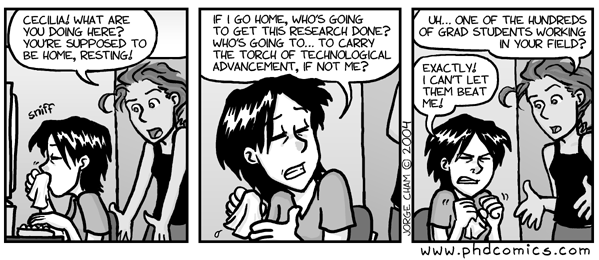 CECILIA! WHAT ARE
YOU DOING HERE?
YOU'RE SUPPOSED TO
BE HOME, RESTING!
sniff
IF I GO HOME, WHO'S GOING
TO GET THIS RESEARCH DONE?
WHO'S GOING TO... TO CARRY
THE TORCH OF TECHNOLOGICAL
ADVANCEMENT, IF NOT ME?
JORGE CHAM © 2004
UH... ONE OF THE HUNDREDS
OF GRAD STUDENTS WORKING
IN YOUR FIELD?
EXACTLY!
I CAN'T LET
THEM BEAT
ME!
www.phdcomics.com